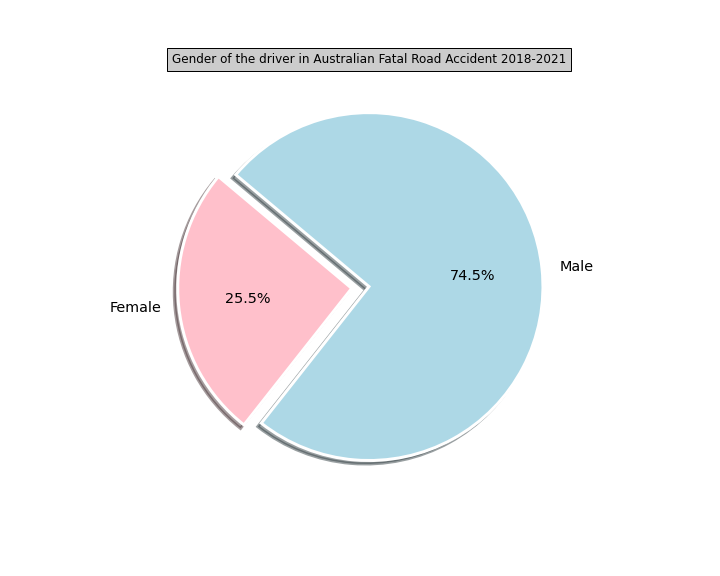 Gender of the driver in Australian Fatal Road Accident 2018-2021
Male
74.5%
25.5%
Female